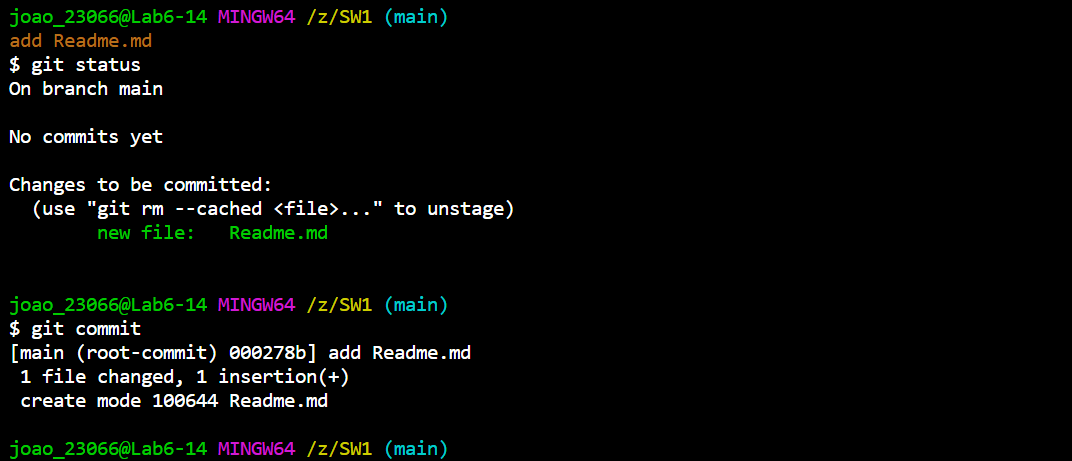 joao_23066@Lab6-14 MINGW64 /z/SW1 (main)
add Readme.md
$ git status
On branch main
No commits yet
Changes to be committed:
  (use "git rm --cached <file>..." to unstage)
        new file:   Readme.md
joao_23066@Lab6-14 MINGW64 /z/SW1 (main)
$ git commit
[main (root-commit) 000278b] add Readme.md
 1 file changed, 1 insertion(+)
 create mode 100644 Readme.md
joao_23066@Lab6-14 MINGW64 /z/SW1 (main)